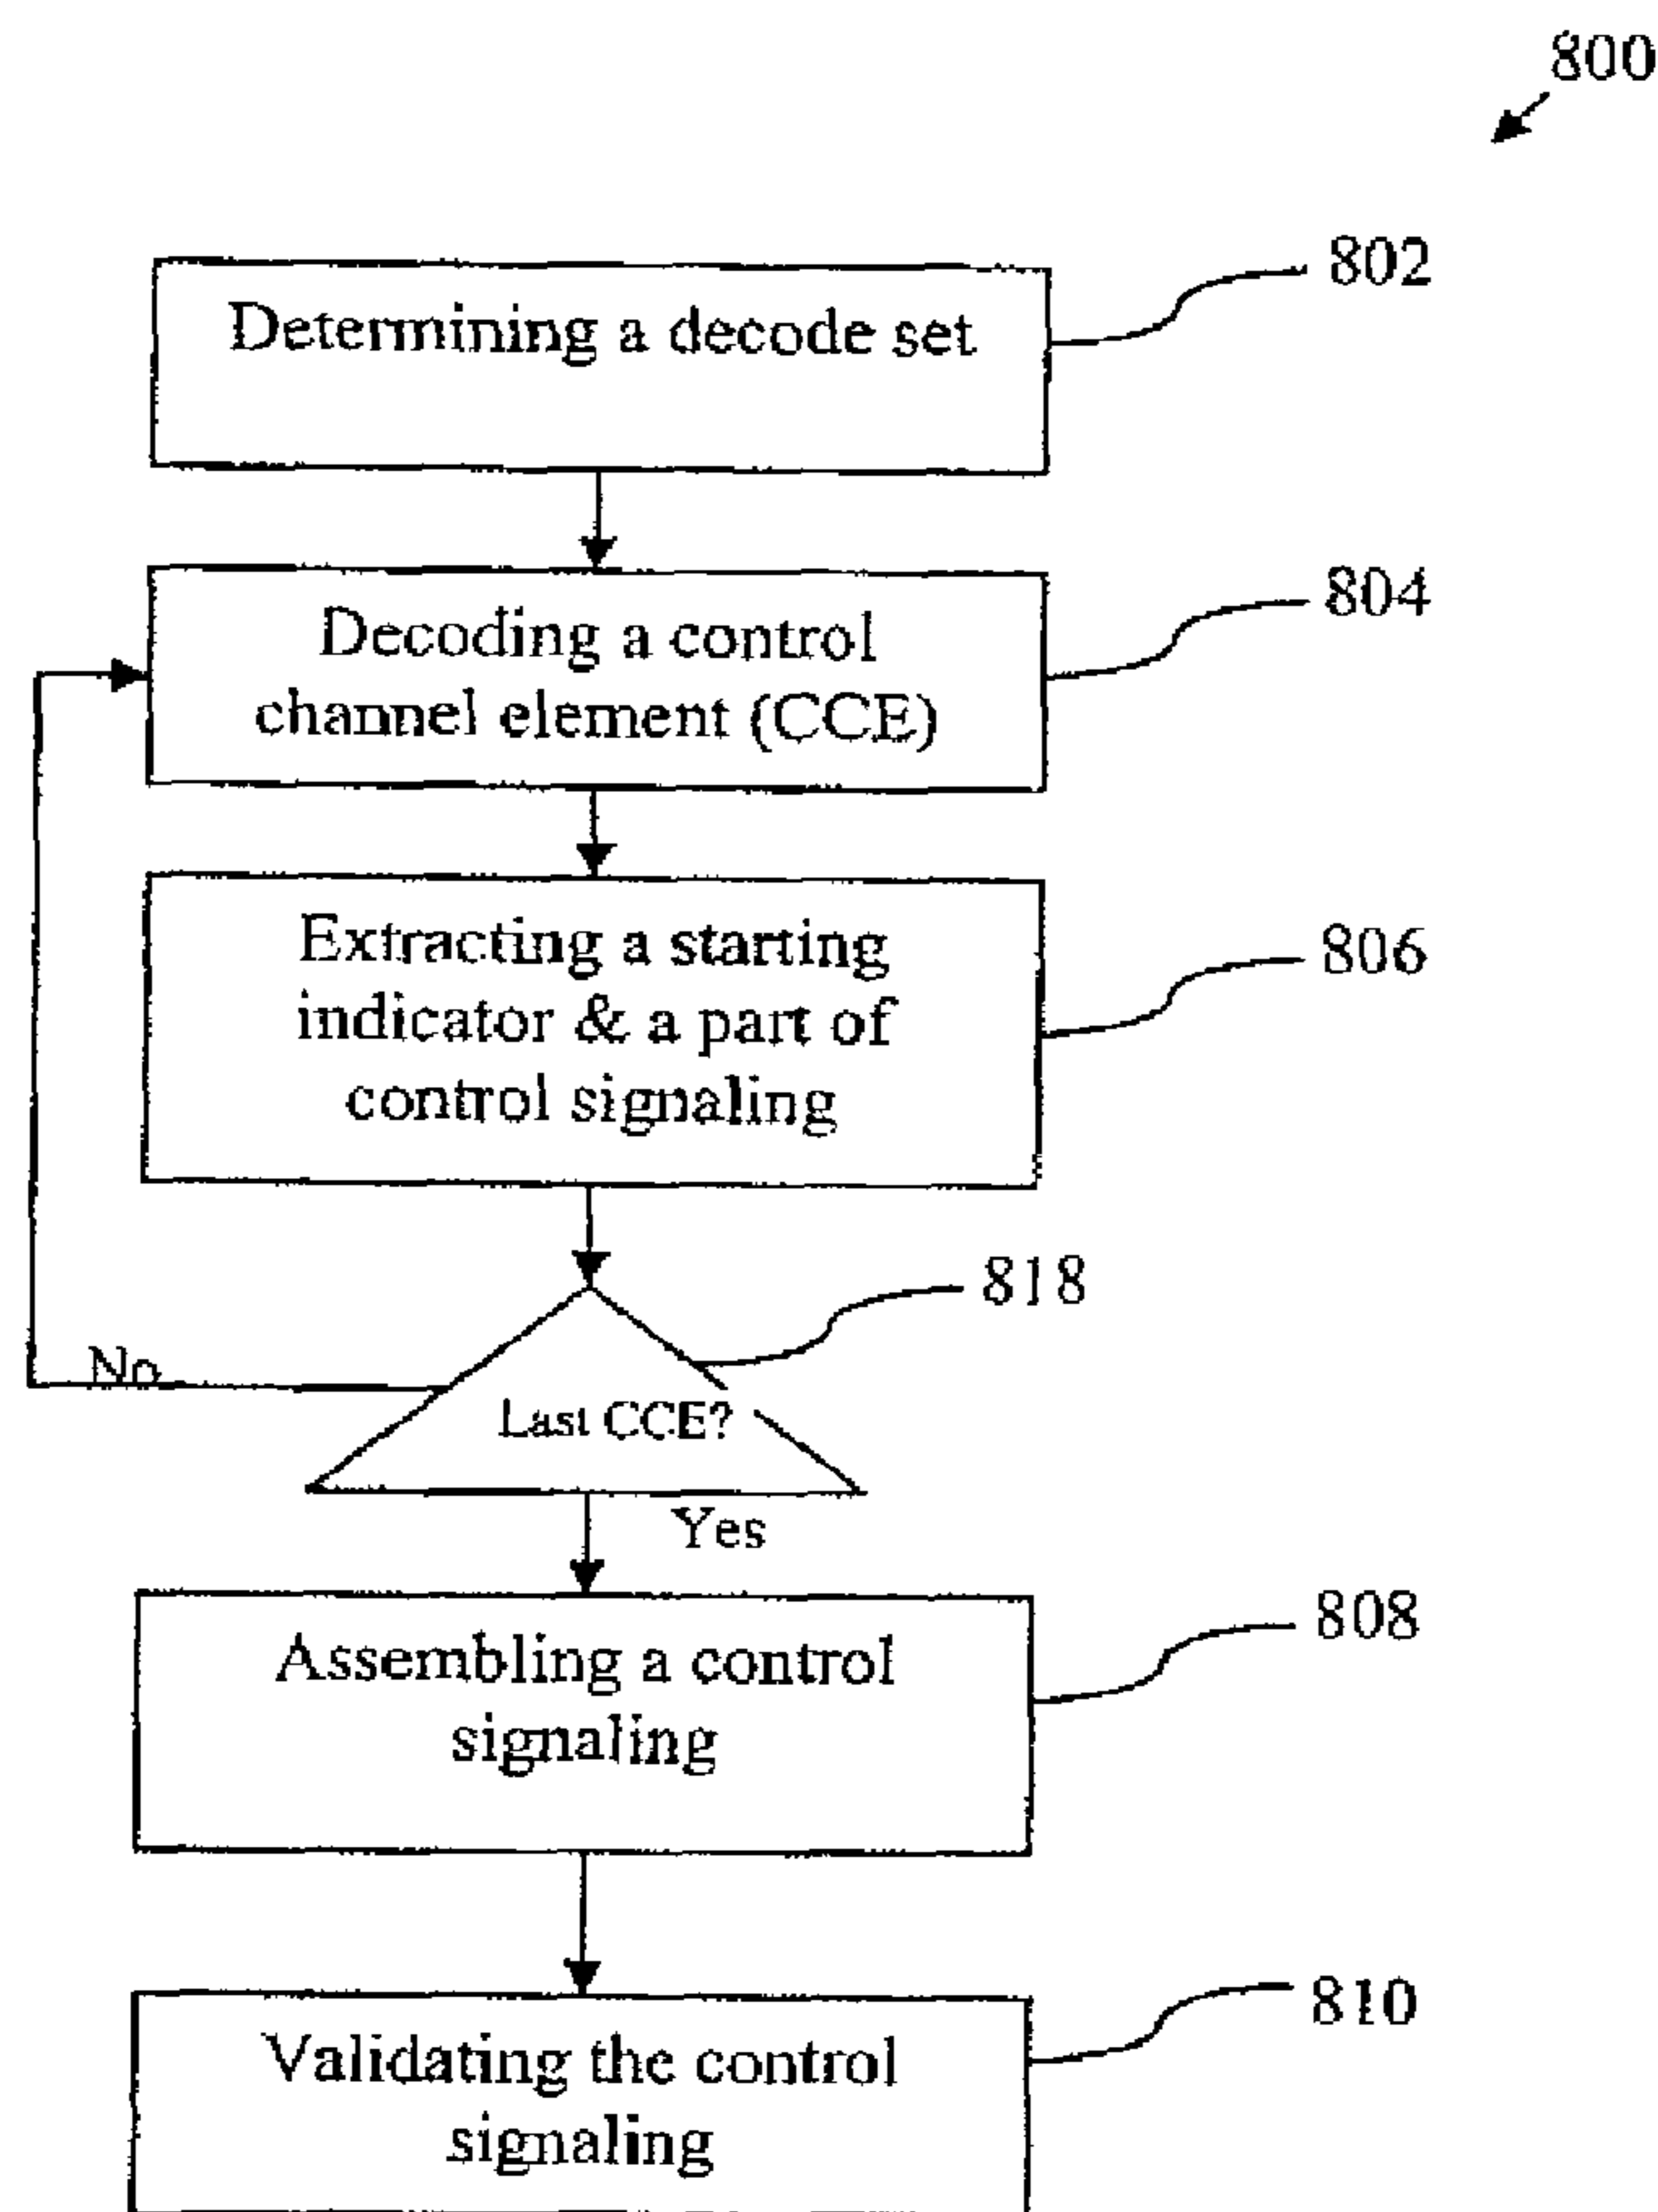 800
Determining a decode set
802
Decoding a control
channel element (CCE)
804
Extracting a starting
indicator & a part of
control signaling
806
818
No
Last CCE?
Yes
Assembling a control
signaling
808
Validating the control
signaling
810